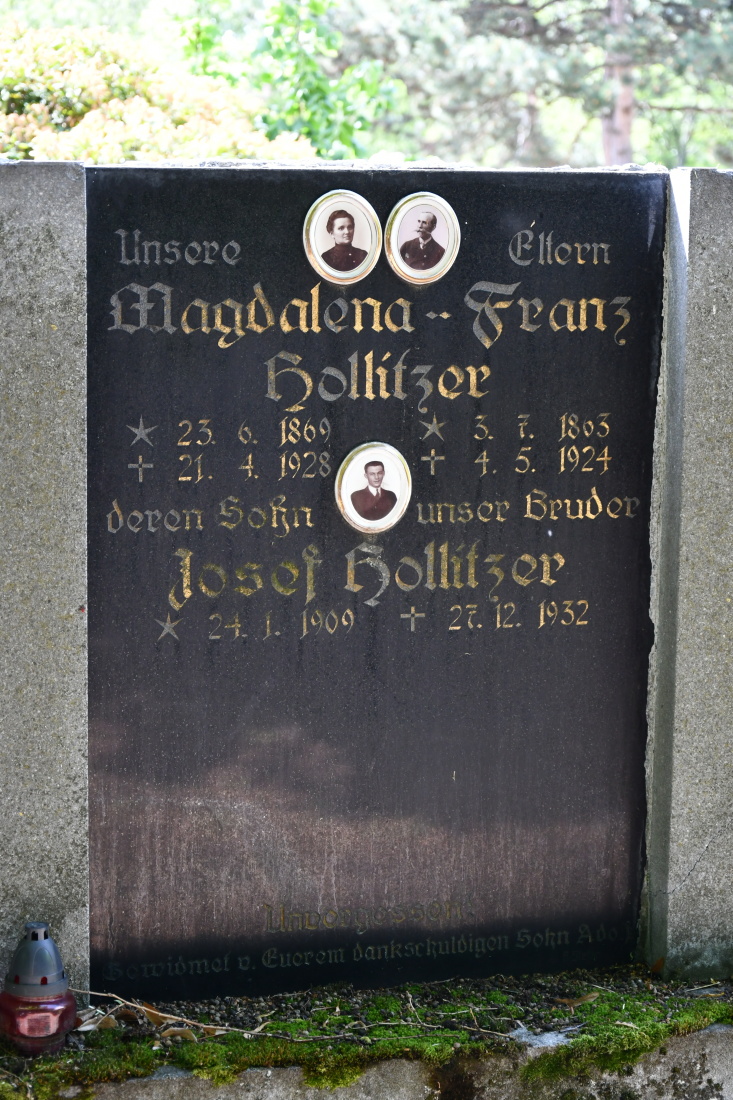 Unsere Eltern
Magdalena - Franz
Hollitzer
* 23. 6. 1869 * 3. 7. 1863
+ 21. 4. 1928 + 4. 5. 1924
deren Sohn unser Bruder
Josef Hollitzer
* 24. 1. 1909 + 27. 12. 1932
Unvergessen.
Gewidmet v. Euerem dankschuldigen Sohn